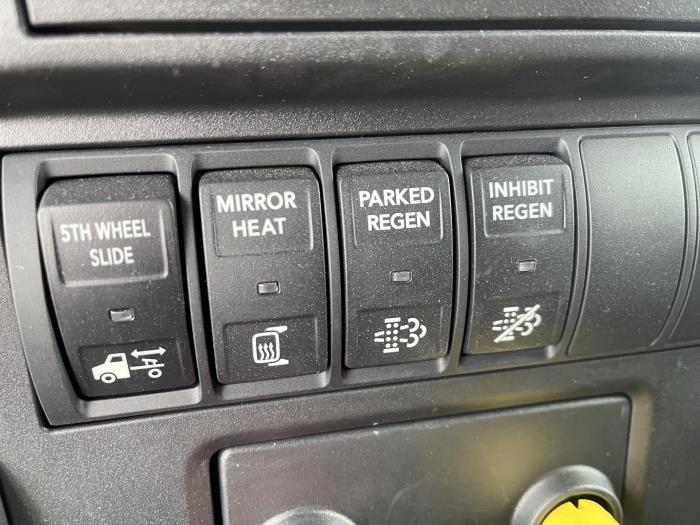 5TH WHEEL
SLIDE
MIRROR
HEAT
PARKED
REGEN
INHIBIT
REGEN